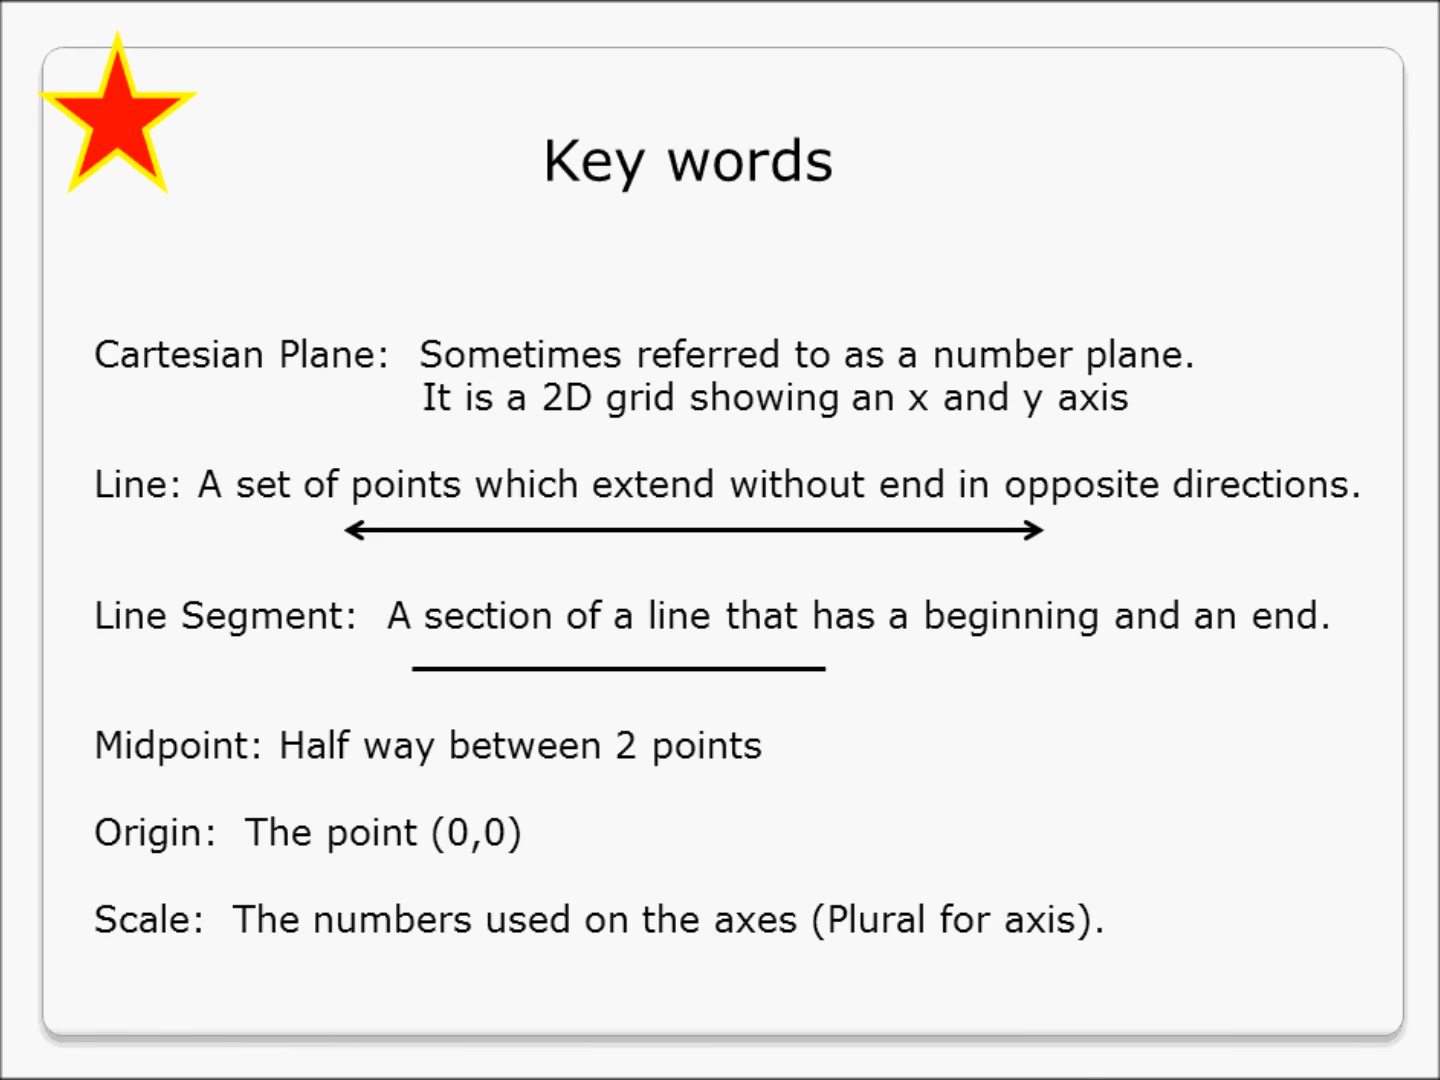 Key words
Cartesian Plane: Sometimes referred to as a number plane.
It is a 2D grid showing an x and y axis
Line: A set of points which extend without end in opposite directions.
Line Segment: A section of a line that has a beginning and an end.
Midpoint: Half way between 2 points
Origin: The point (0,0)
Scale: The numbers used on the axes (Plural for axis).